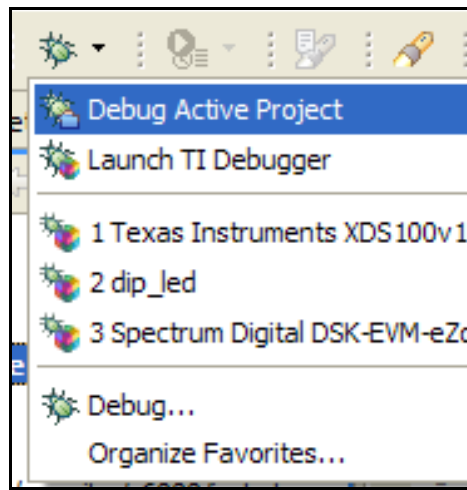 Debug Active Project
Launch TI Debugger
1 Texas Instruments XDS100v1
2 dip_led
3 Spectrum Digital DSK-EVM-eZd
Debug...
Organize Favorites...